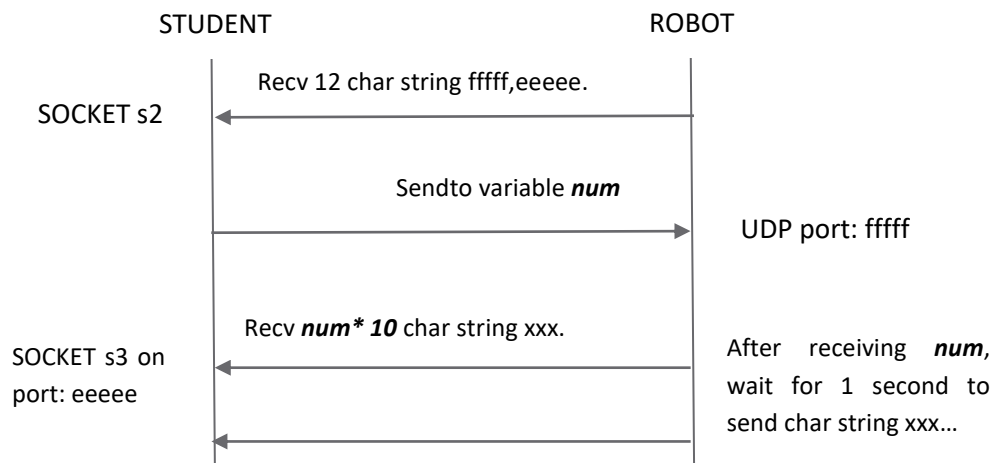 STUDENT
ROBOT
Recv 12 char string fffff,eeeee.
SOCKET s2
Sendto variable num
UDP port: fffff
Recv num* 10 char string xxx.
SOCKET s3 on
port: eeeee
After receiving num,
wait for 1 second to
send char string xxx…